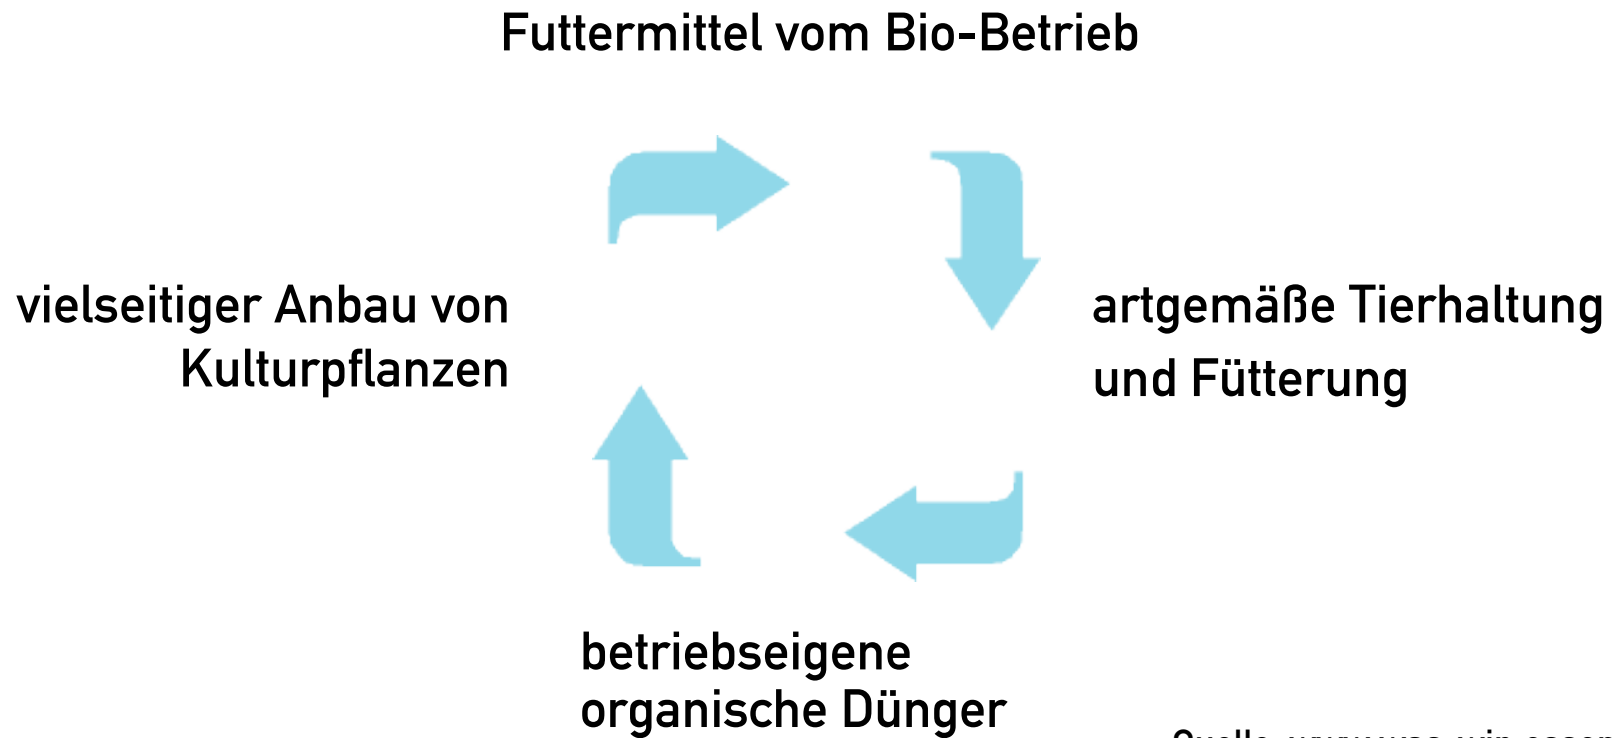 Futtermittel vom Bio-Betrieb
vielseitiger Anbau von
Kulturpflanzen
artgemäße Tierhaltung
und Fütterung
betriebseigene
organische Dünger